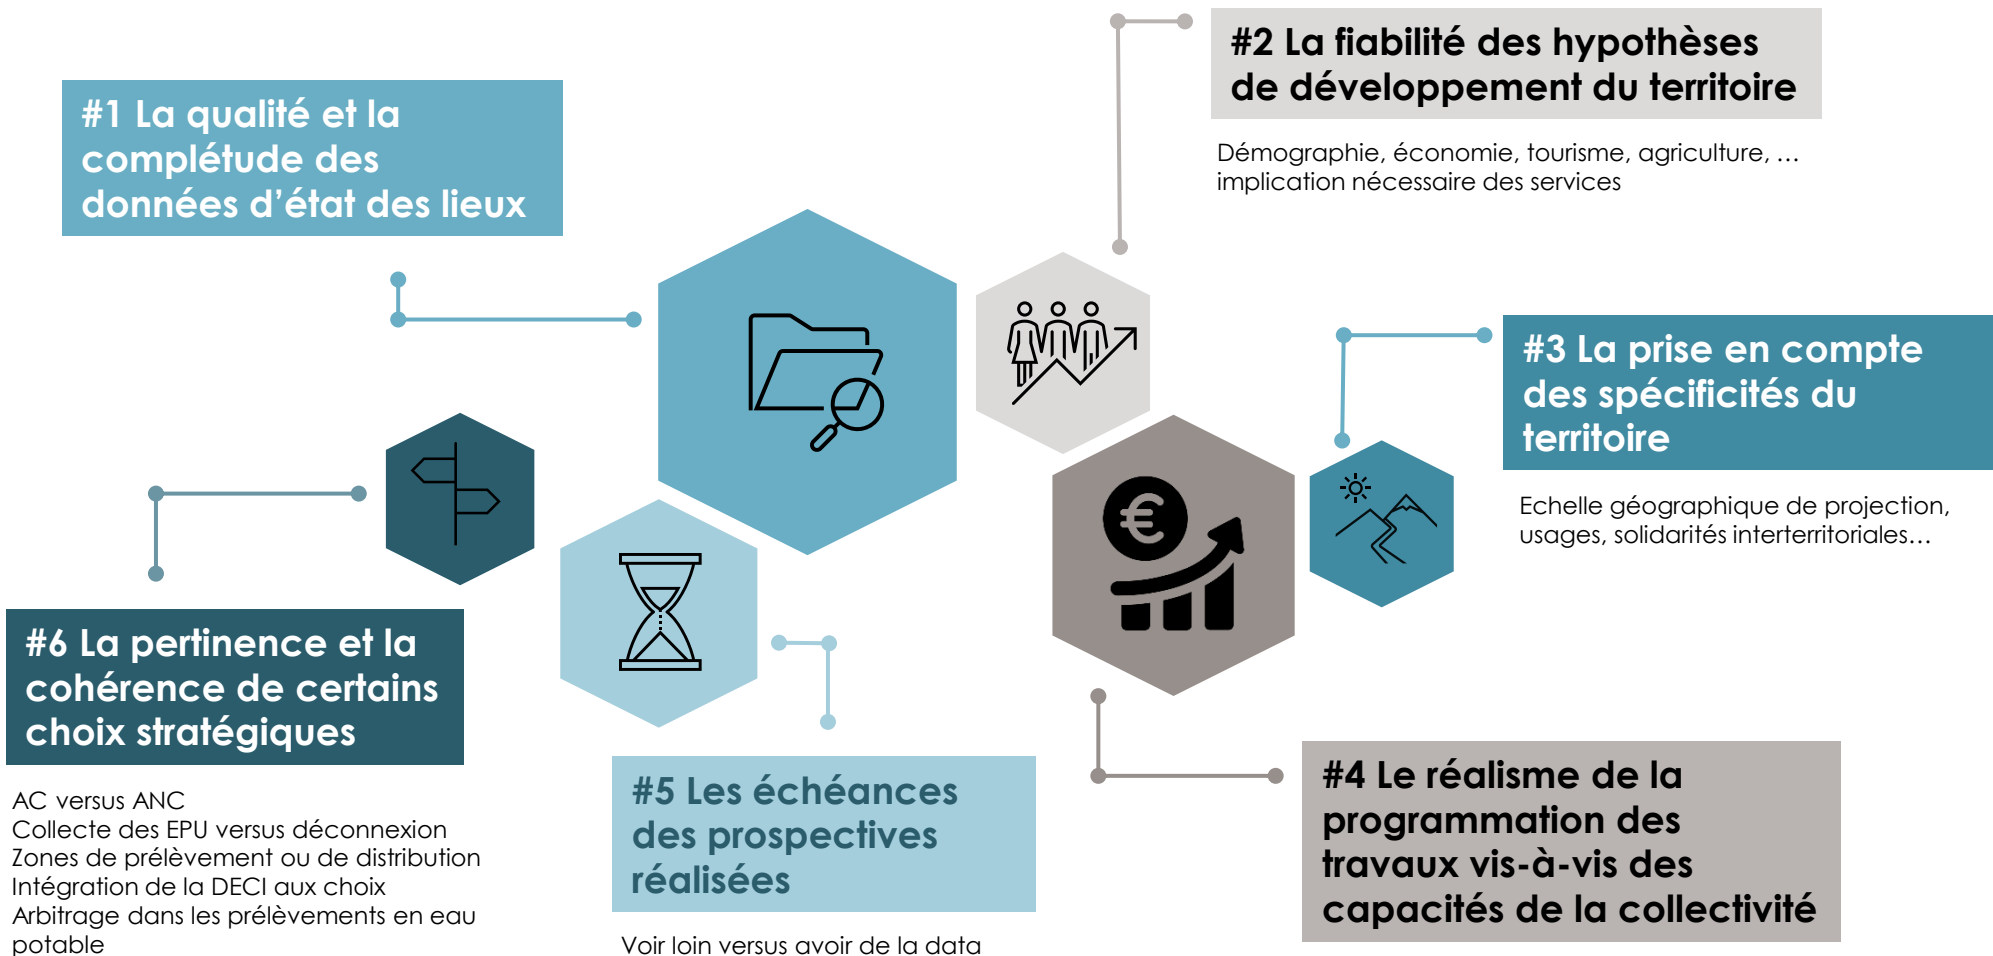 #1 La qualité et la
complétude des
données d’état des lieux
#2 La fiabilité des hypothèses
de développement du territoire
Démographie, économie, tourisme, agriculture, …
implication nécessaire des services
#3 La prise en compte
des spécificités du
territoire
Echelle géographique de projection,
usages, solidarités interterritoriales…
€
#4 Le réalisme de la
programmation des
travaux vis-à-vis des
capacités de la collectivité
#5 Les échéances
des prospectives
réalisées
Voir loin versus avoir de la data
#6 La pertinence et la
cohérence de certains
choix stratégiques
AC versus ANC
Collecte des EPU versus déconnexion
Zones de prélèvement ou de distribution
Intégration de la DECI aux choix
Arbitrage dans les prélèvements en eau
potable